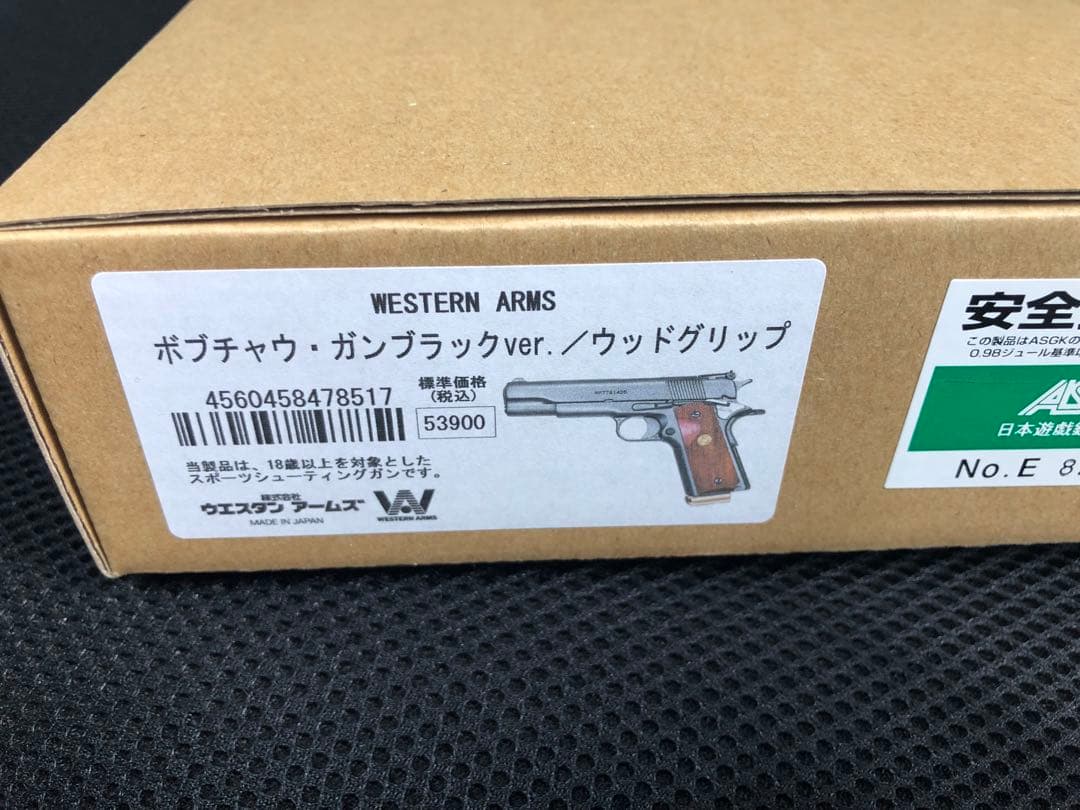 WESTERN ARMS
ボブチャウ・ガンブラックver.／ウッドグリップ
4560458478517
標準価格
(税込)
53900
当製品は、18歳以上を対象とした
スポーツシューティングガンです。
株式会社
ウエスタン アームズ
MADE IN JAPAN
WESTERN ARMS
安全
この製品はASGKの
0.98ジュール基準
日本遊戯銃
No.E 8